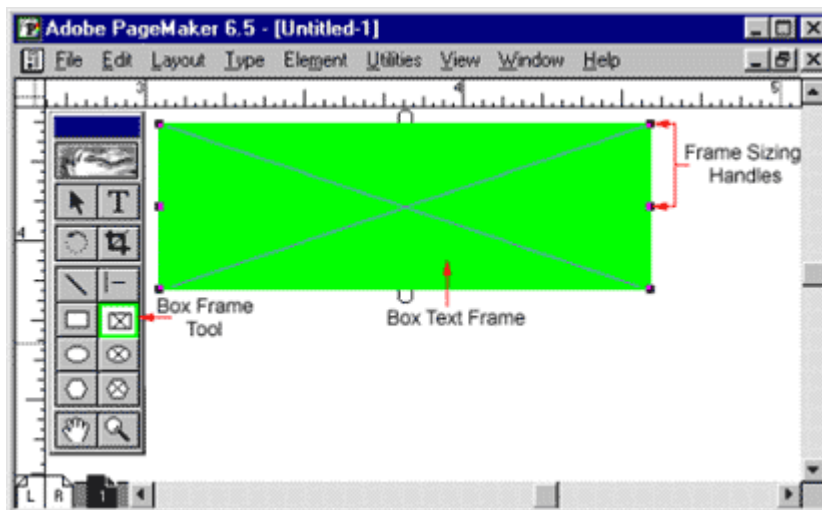 Adobe PageMaker 6.5 - [Untitled-1]
File Edit Layout Type Element Utilities View Window Help
3 4 5
Frame Sizing
Handles
T
4
Box Frame
Tool
Box Text Frame
L R 1